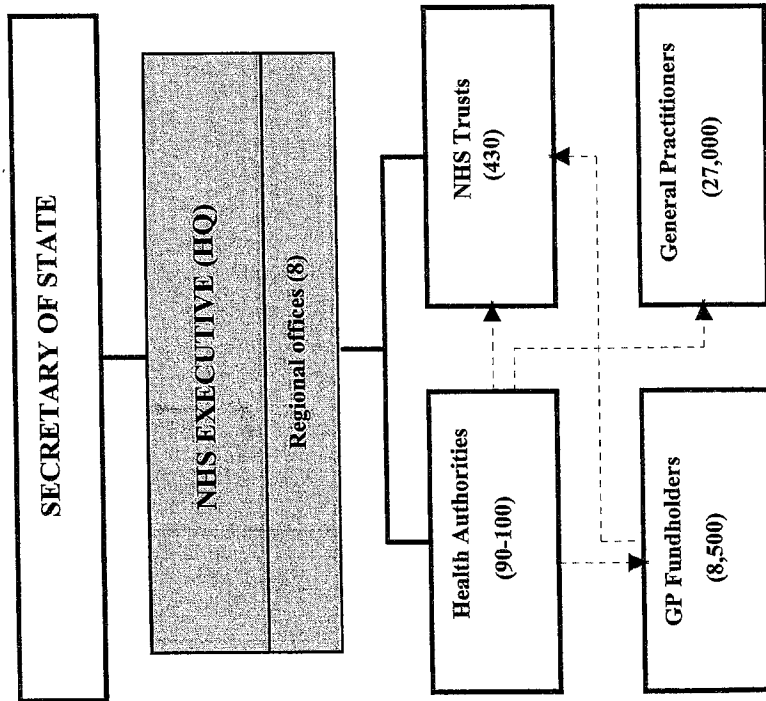 SECRETARY OF STATE
NHS EXECUTIVE (HQ)
Regional offices (8)
Health Authorities
(90-100)
NHS Trusts
(430)
GP Fundholders
(8,500)
General Practitioners
(27,000)